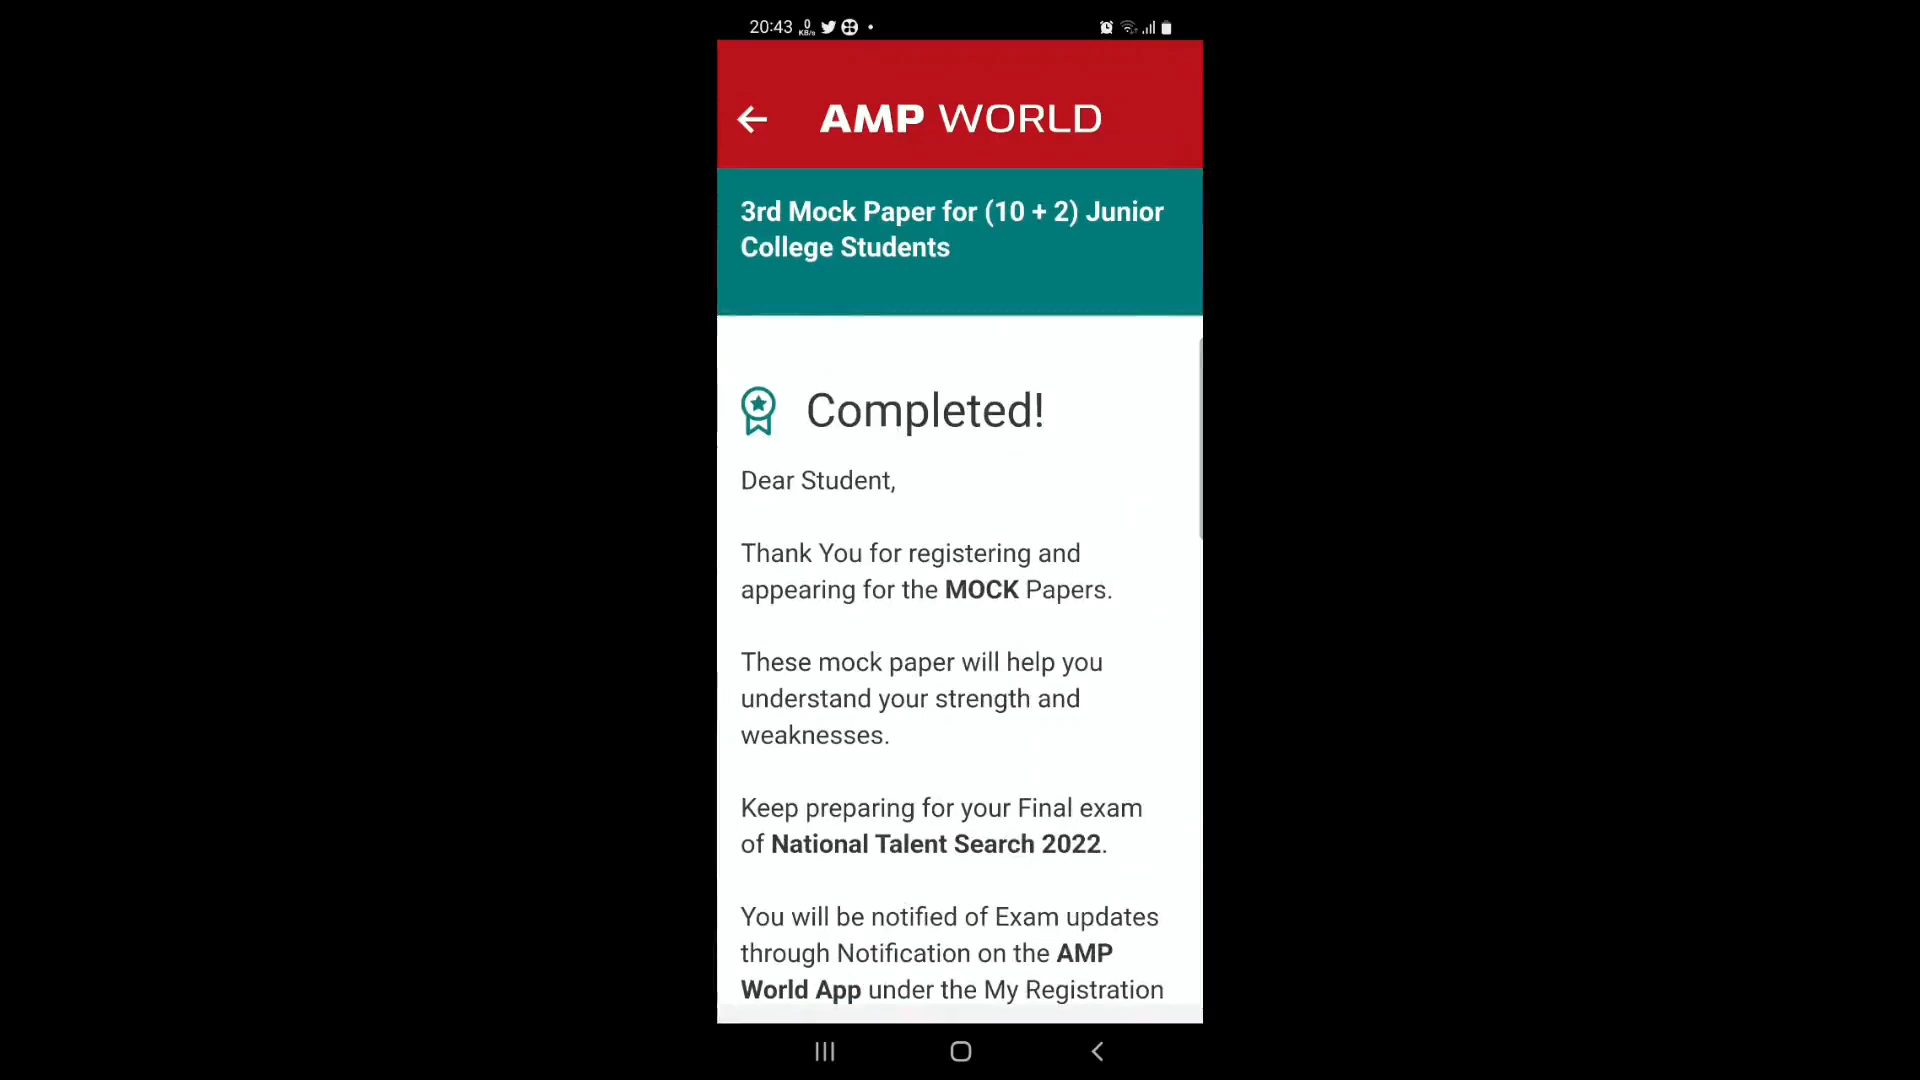 20:43 0 KB/s
AMP WORLD
3rd Mock Paper for (10 + 2) Junior
College Students
Completed!
Dear Student,
Thank You for registering and
appearing for the MOCK Papers.
These mock paper will help you
understand your strength and
weaknesses.
Keep preparing for your Final exam
of National Talent Search 2022.
You will be notified of Exam updates
through Notification on the AMP
World App under the My Registration